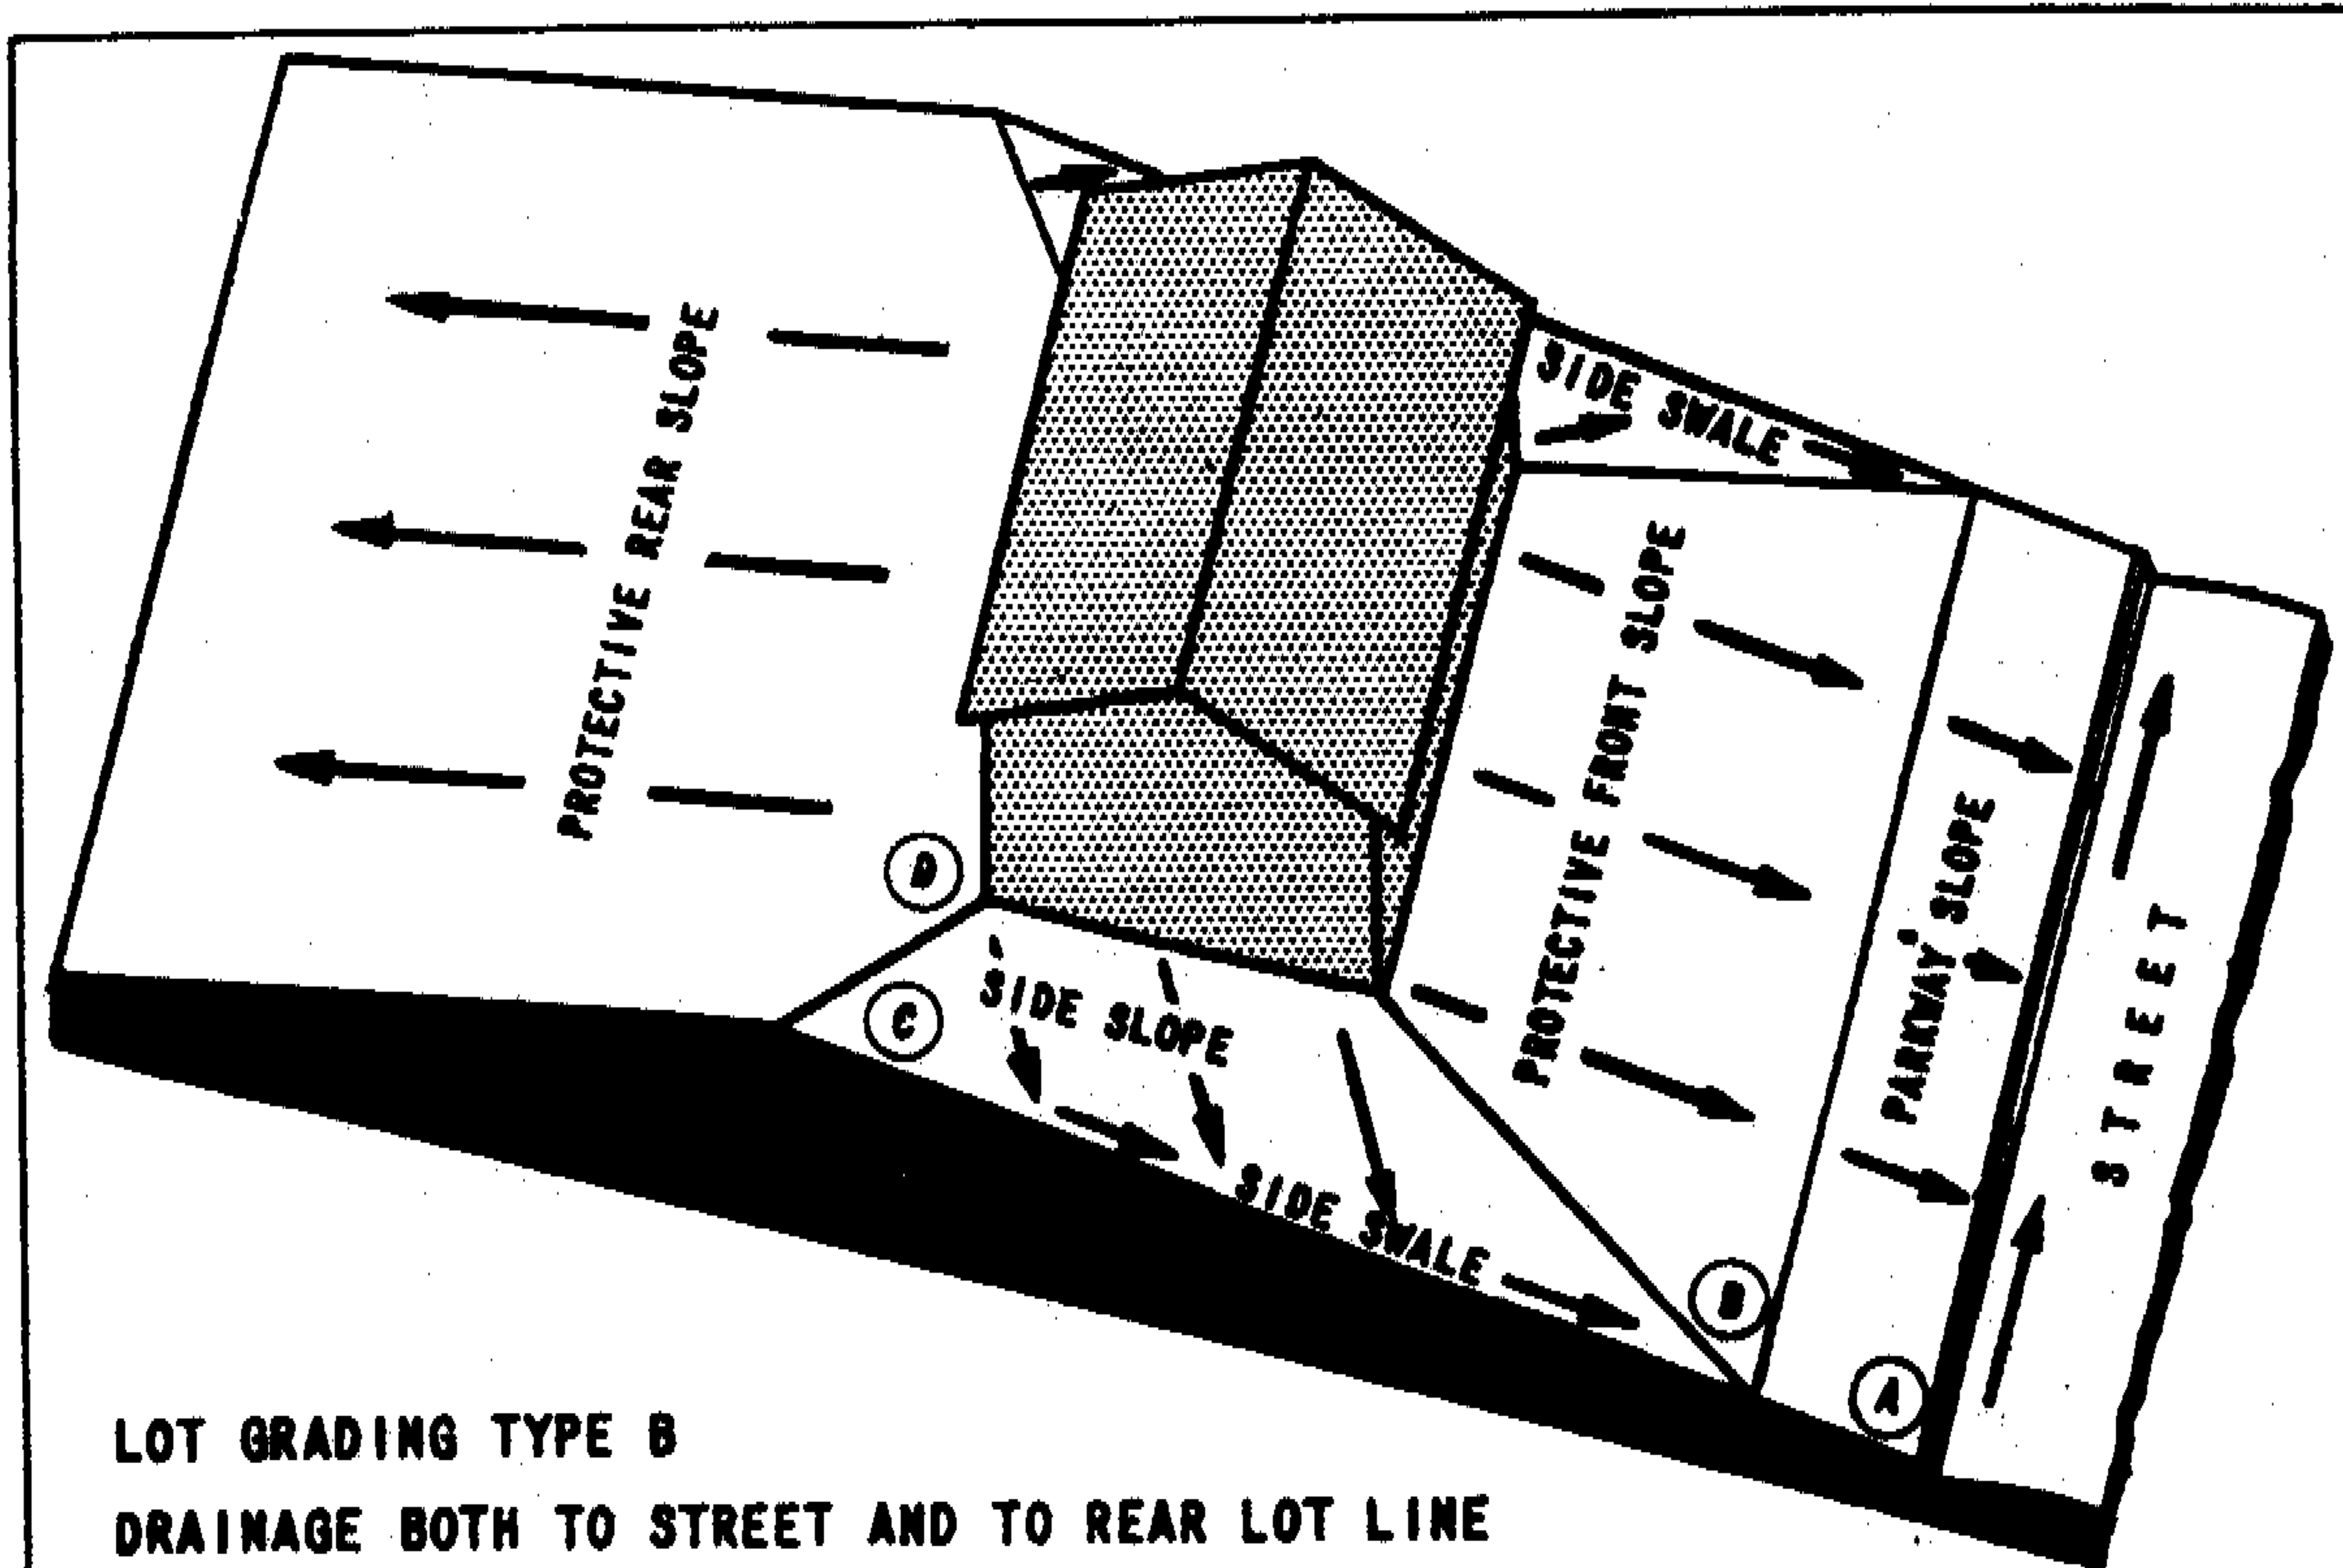 PROTECTIVE REAR SLOPE
SIDE SWALE
PROTECTIVE FRONT SLOPE
PARKWAY SLOPE
STREET
D
C
SIDE SLOPE
SIDE SWALE
B
A
LOT GRADING TYPE B
DRAINAGE BOTH TO STREET AND TO REAR LOT LINE